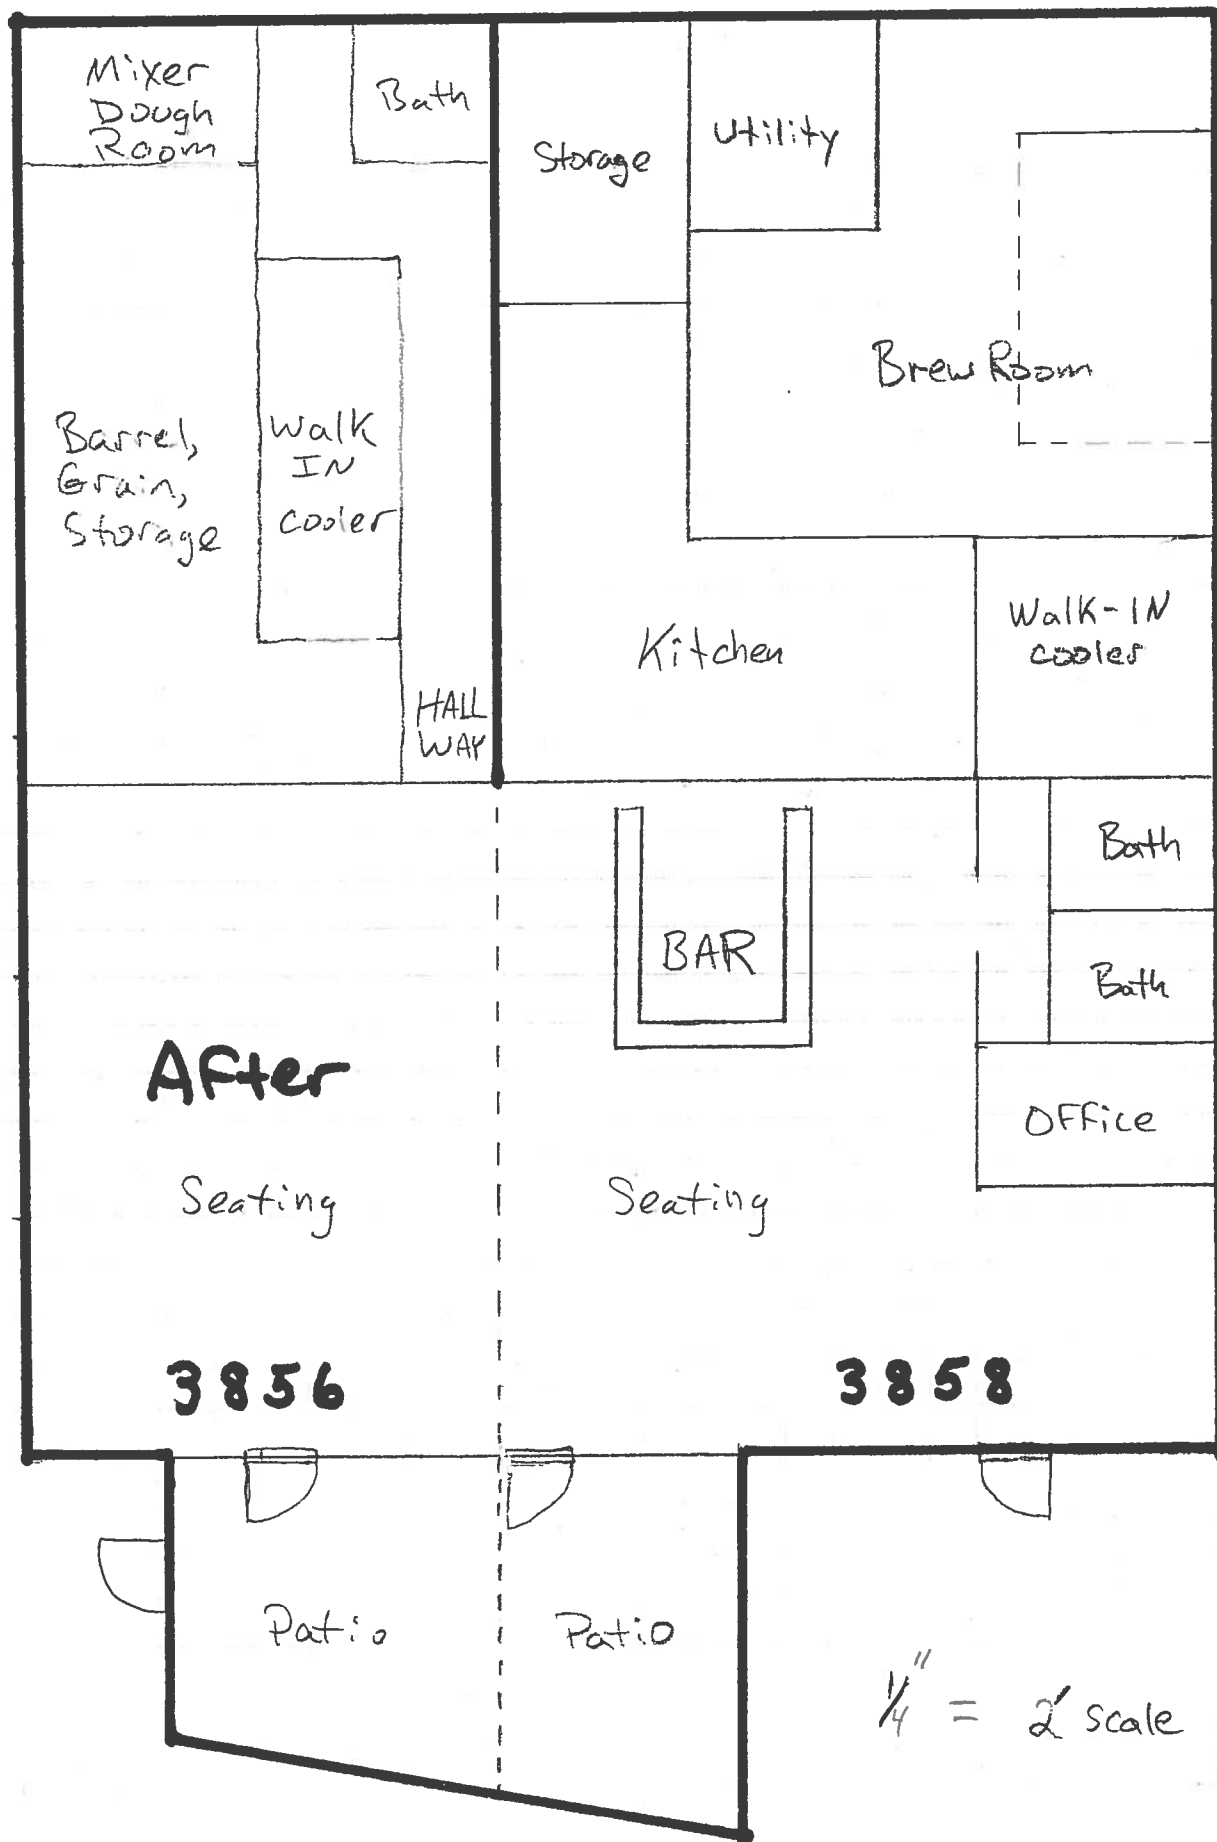 Mixer
Dough
Room
Bath
Storage
Utility
Brew Room
Barrel,
Grain,
Storage
Walk
IN
cooler
HALL
WAY
Kitchen
Walk-IN
cooler
Bath
Bath
BAR
OFFice
AFter
Seating
Seating
3856
3858
Patio
Patio
1/4" = 2' scale